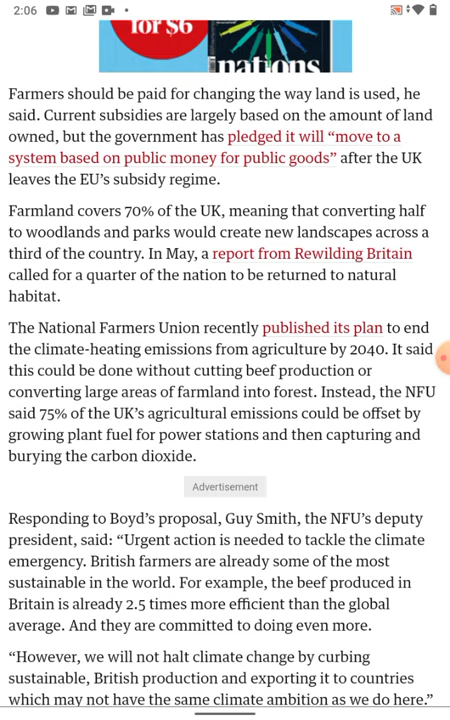 2:06
for $6
nations
Farmers should be paid for changing the way land is used, he
said. Current subsidies are largely based on the amount of land
owned, but the government has pledged it will “move to a
system based on public money for public goods” after the UK
leaves the EU’s subsidy regime.
Farmland covers 70% of the UK, meaning that converting half
to woodlands and parks would create new landscapes across a
third of the country. In May, a report from Rewilding Britain
called for a quarter of the nation to be returned to natural
habitat.
The National Farmers Union recently published its plan to end
the climate-heating emissions from agriculture by 2040. It said
this could be done without cutting beef production or
converting large areas of farmland into forest. Instead, the NFU
said 75% of the UK’s agricultural emissions could be offset by
growing plant fuel for power stations and then capturing and
burying the carbon dioxide.
Advertisement
Responding to Boyd’s proposal, Guy Smith, the NFU’s deputy
president, said: “Urgent action is needed to tackle the climate
emergency. British farmers are already some of the most
sustainable in the world. For example, the beef produced in
Britain is already 2.5 times more efficient than the global
average. And they are committed to doing even more.
“However, we will not halt climate change by curbing
sustainable, British production and exporting it to countries
which may not have the same climate ambition as we do here.”